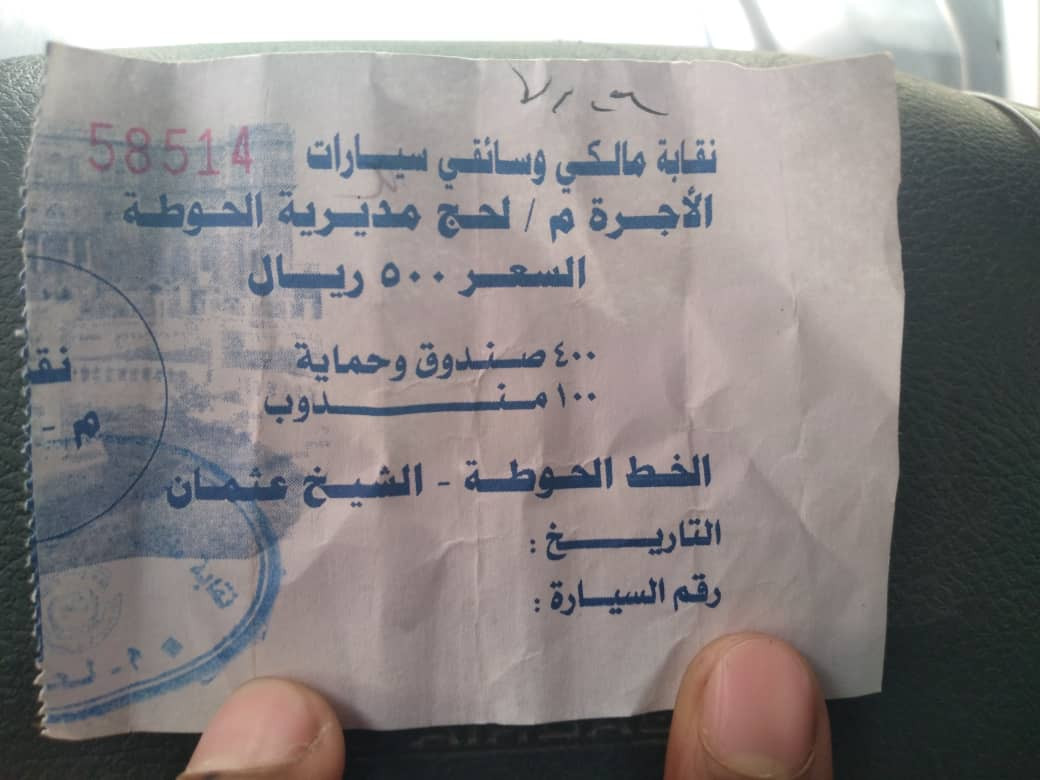 58514
نقابة مالكي وسائقي سيارات
الأجرة م / لحج مديرية الحوطة
السعر ٥٠٠ ريال
٤٠٠ صندوق وحماية
١٠٠ مندوب
الخط الحوطة - الشيخ عثمان
التاريخ :
رقم السيارة :
نقابة